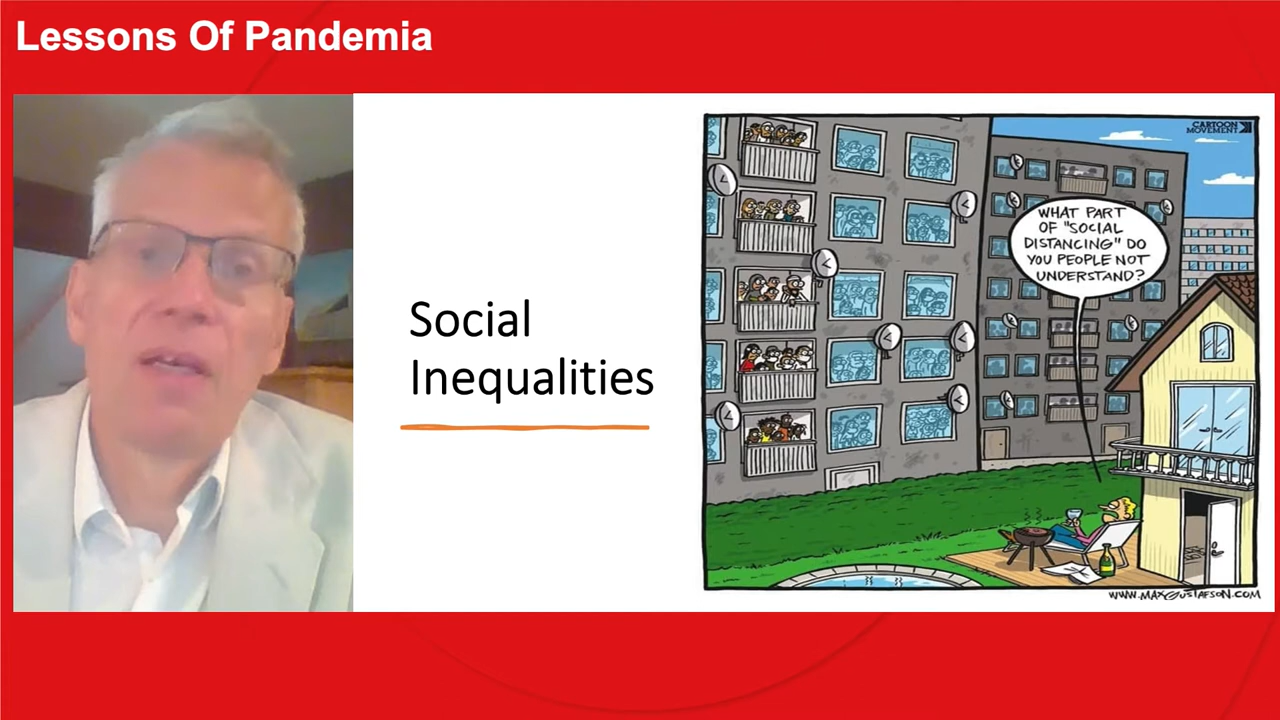 Lessons Of Pandemia
Social
Inequalities
CARTOON
MOVEMENT
WHAT PART
OF "SOCIAL
DISTANCING" DO
YOU PEOPLE NOT
UNDERSTAND?
WWW.MAXGUSTAFSON.COM